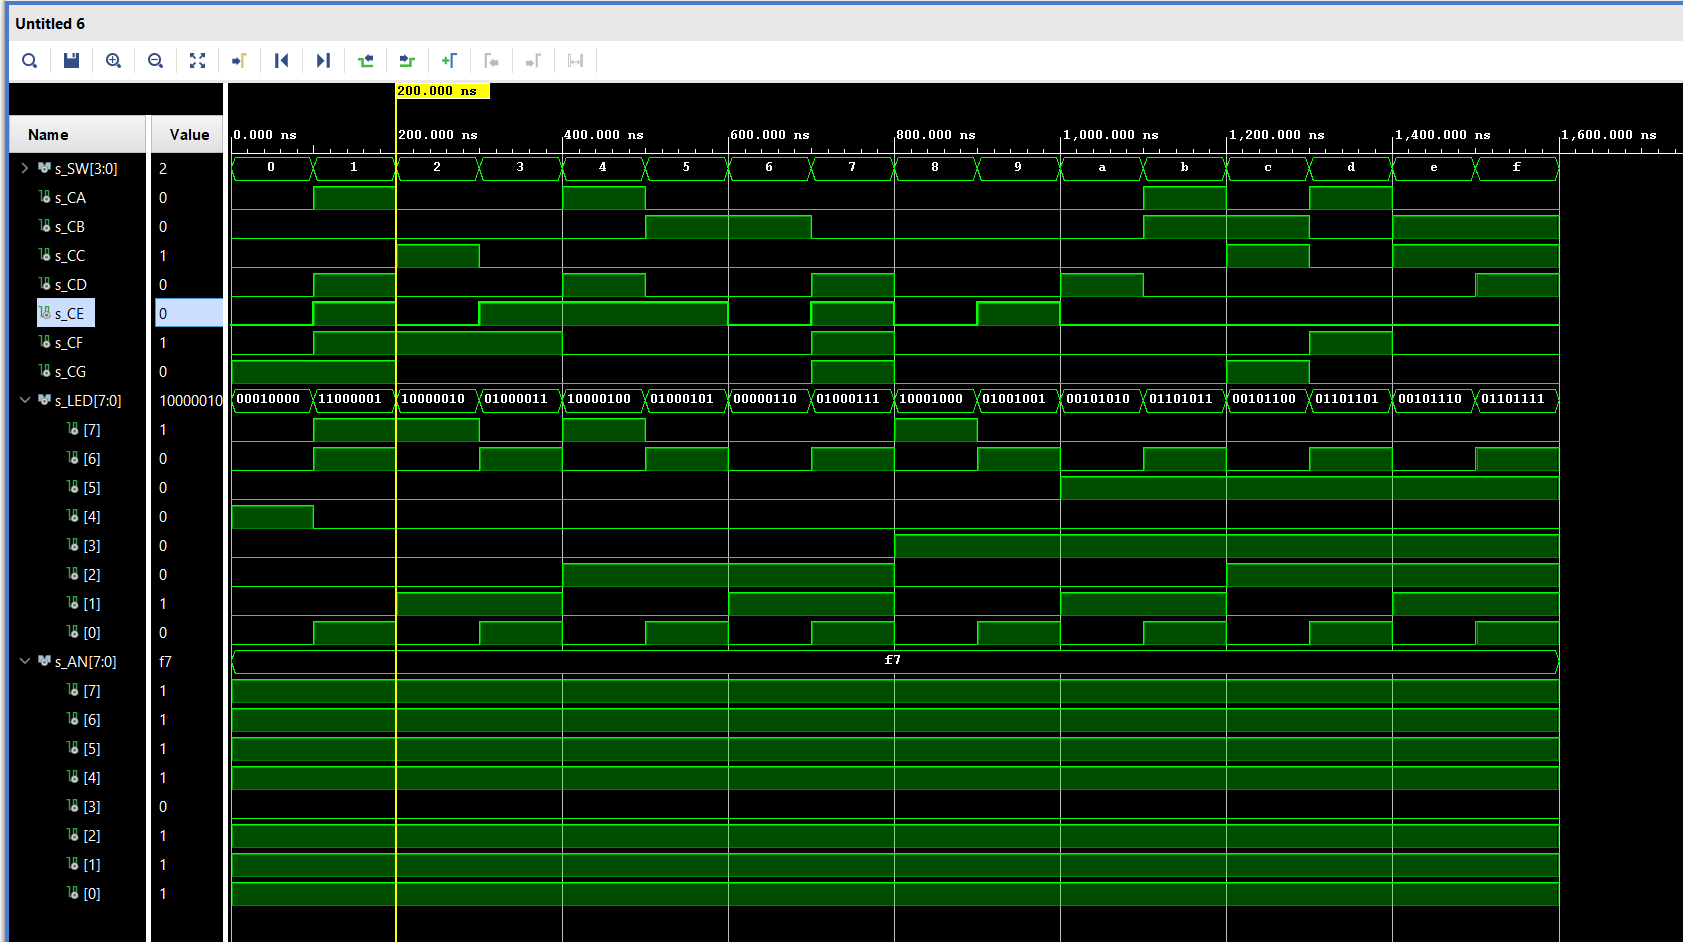 Untitled 6
200.000 ns
Name Value
0.000 ns 200.000 ns 400.000 ns 600.000 ns 800.000 ns 1,000.000 ns 1,200.000 ns 1,400.000 ns 1,600.000 ns
s_SW[3:0] 2 0 1 2 3 4 5 6 7 8 9 a b c d e f
s_CA 0
s_CB 0
s_CC 1
s_CD 0
s_CE 0
s_CF 1
s_CG 0
s_LED[7:0] 10000010 00010000 11000001 10000010 01000011 10000100 01000101 00000110 01000111 10001000 01001001 00101010 01101011 00101100 01101101 00101110 01101111
[7] 1
[6] 0
[5] 0
[4] 0
[3] 0
[2] 0
[1] 1
[0] 0
s_AN[7:0] f7 f7
[7] 1
[6] 1
[5] 1
[4] 1
[3] 0
[2] 1
[1] 1
[0] 1